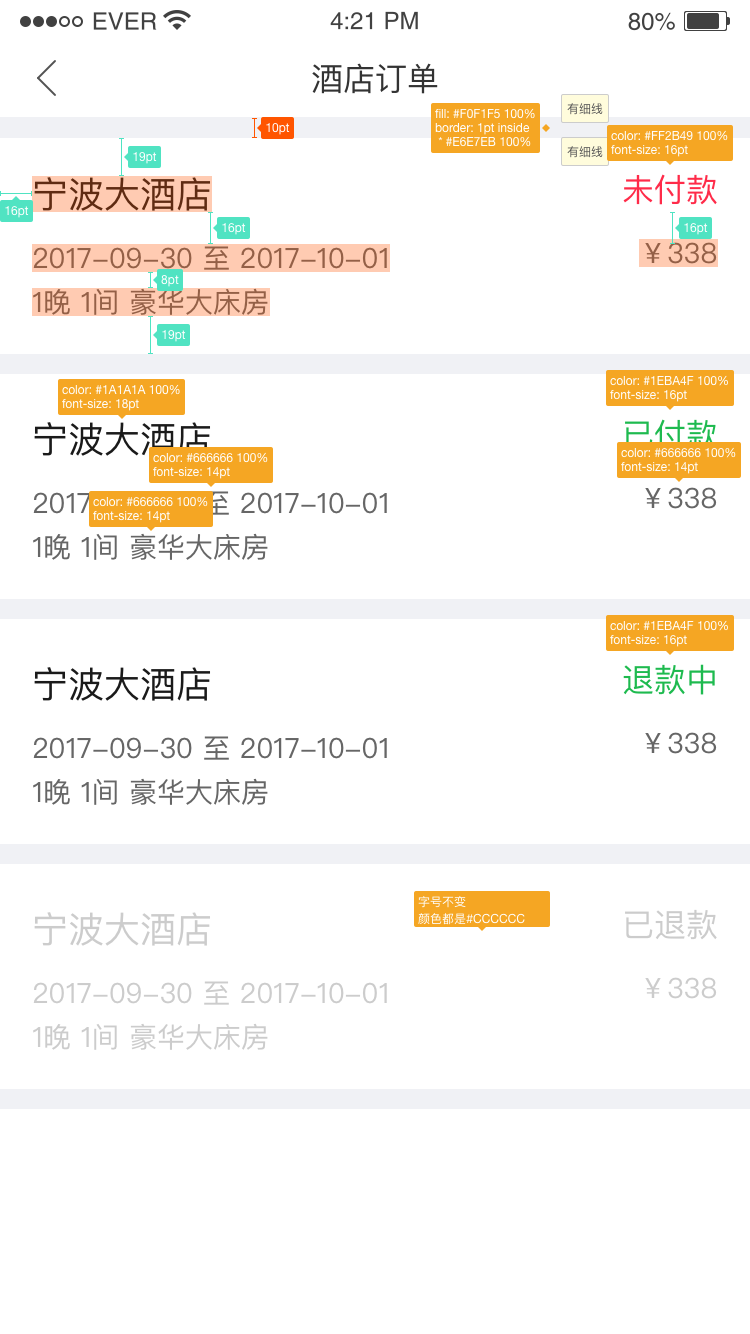 EVER
4:21 PM
80%
酒店订单
有细线
fill: #F0F1F5 100%
border: 1pt inside
* #E6E7EB 100%
10pt
有细线
color: #FF2B49 100%
font-size: 16pt
19pt
宁波大酒店
未付款
16pt
16pt
16pt
2017-09-30 至 2017-10-01
¥338
8pt
1晚 1间 豪华大床房
19pt
color: #1A1A1A 100%
font-size: 18pt
color: #1EBA4F 100%
font-size: 16pt
宁波大酒店
已付款
color: #666666 100%
font-size: 14pt
color: #666666 100%
font-size: 14pt
2017
至 2017-10-01
¥338
color: #666666 100%
font-size: 14pt
1晚 1间 豪华大床房
color: #1EBA4F 100%
font-size: 16pt
宁波大酒店
退款中
2017-09-30 至 2017-10-01
¥338
1晚 1间 豪华大床房
字号不变
颜色都是#CCCCCC
宁波大酒店
已退款
2017-09-30 至 2017-10-01
¥338
1晚 1间 豪华大床房